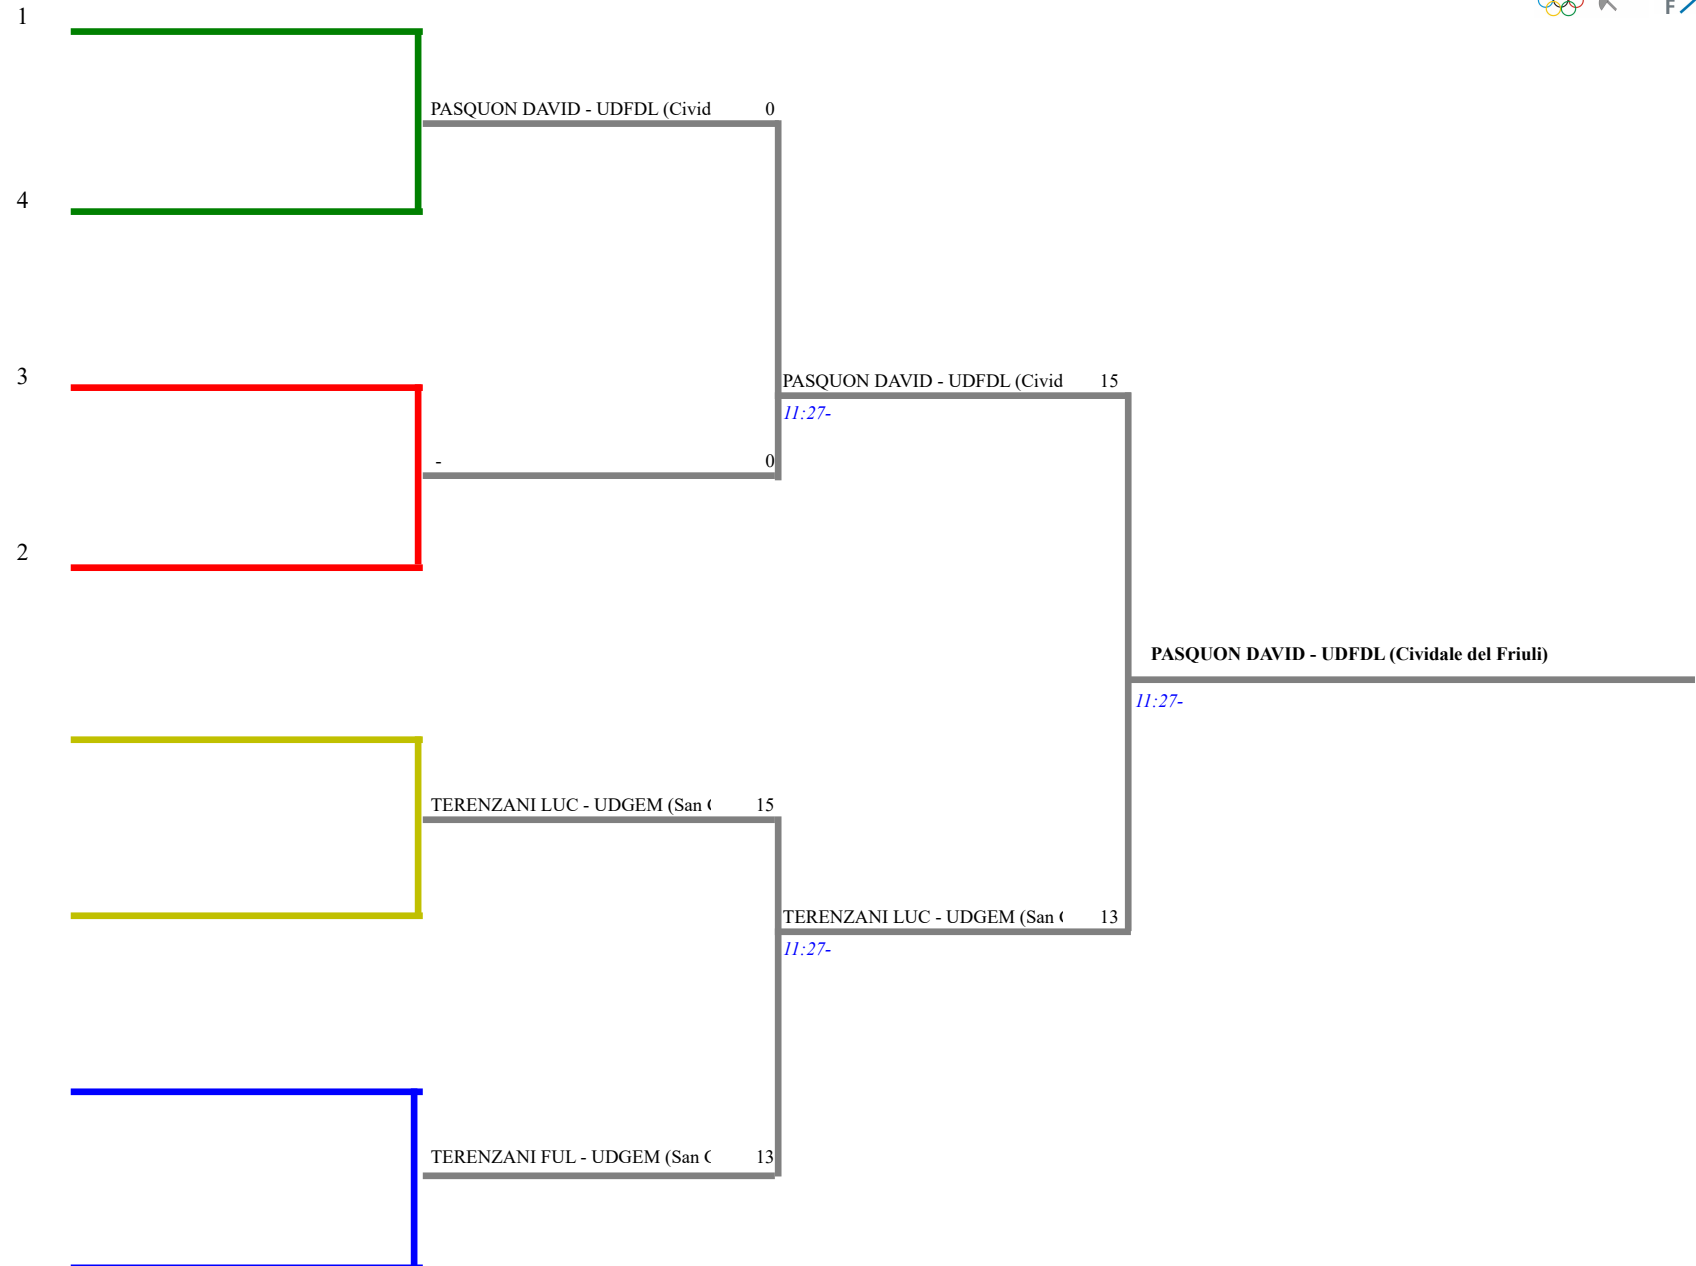 1
F
PASQUON DAVID - UDFDL (Civid 0
4
3
PASQUON DAVID - UDFDL (Civid 15
11:27-
- 0
2
PASQUON DAVID - UDFDL (Cividale del Friuli)
11:27-
TERENZANI LUC - UDGEM (San 15
TERENZANI LUC - UDGEM (San 13
11:27-
TERENZANI FUL - UDGEM (San 13